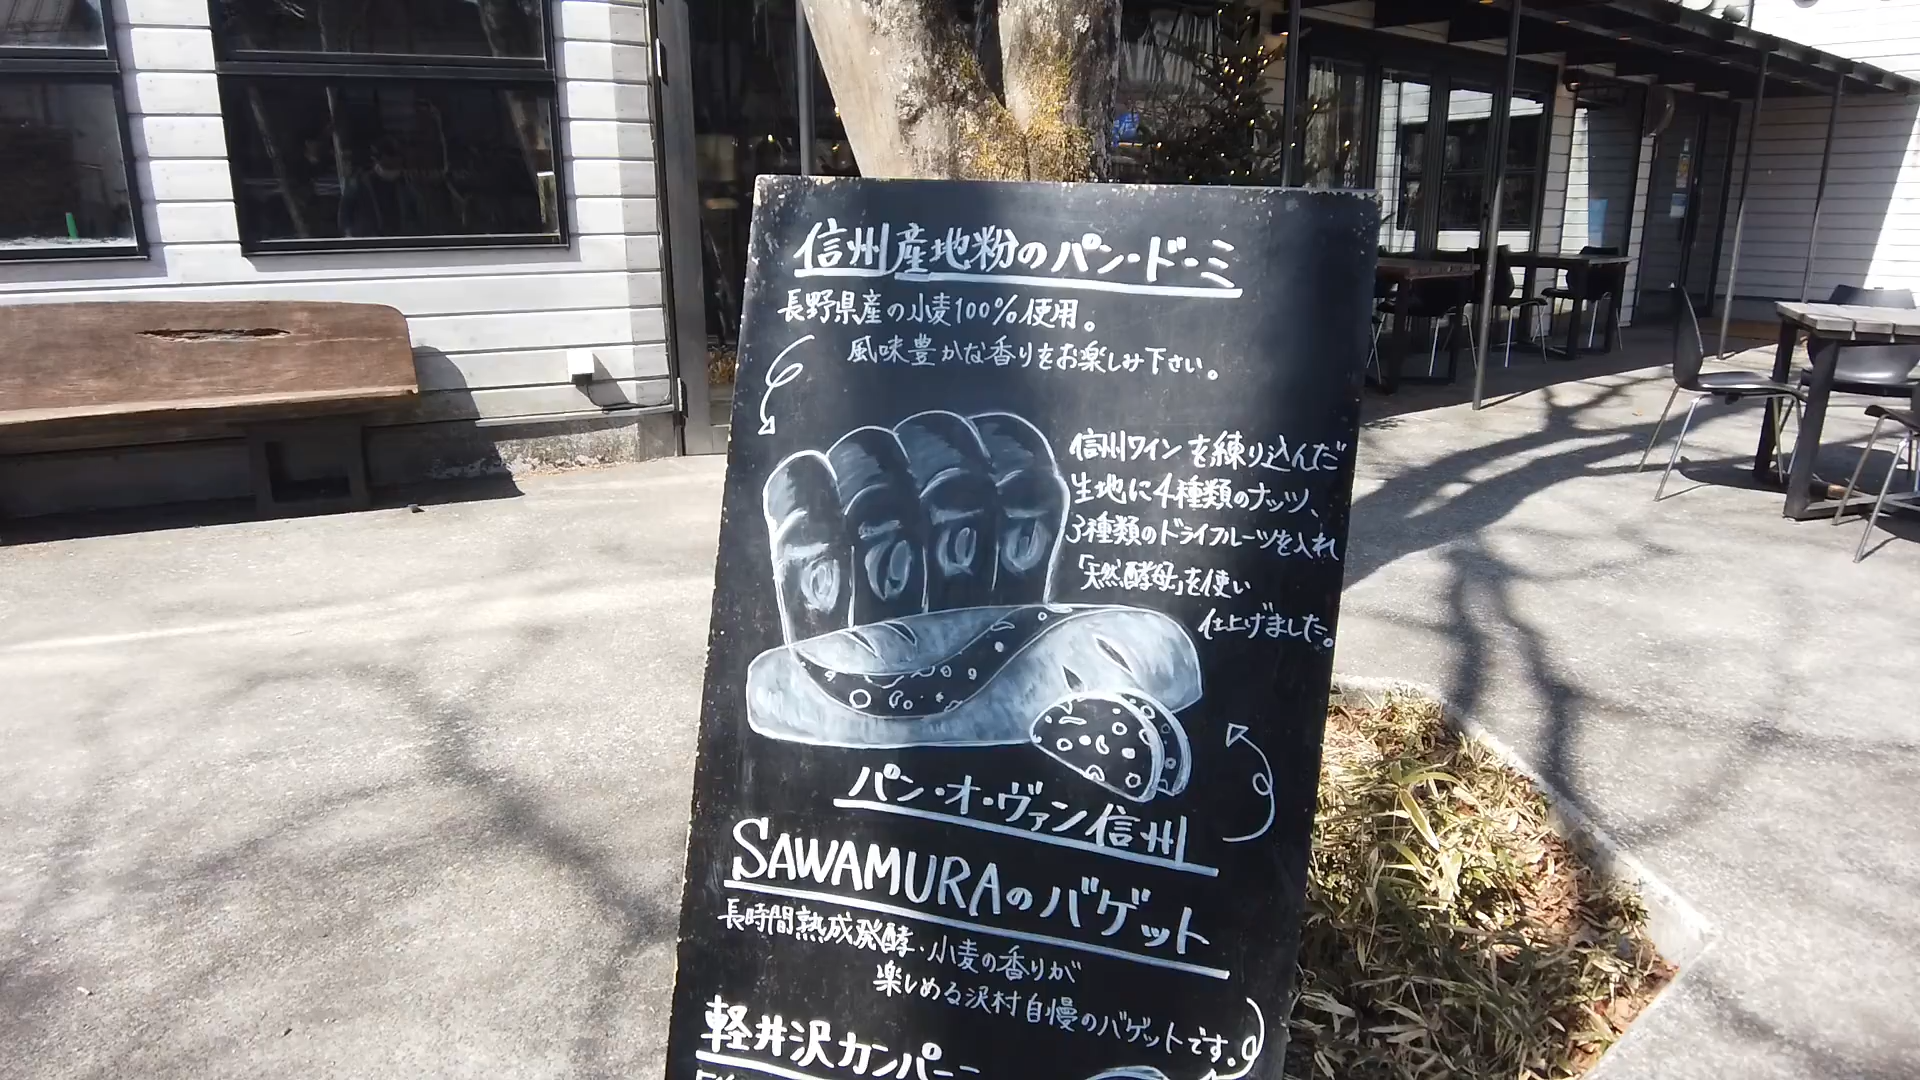 信州産地粉のパン・ド・ミ
長野県産の小麦100%使用。
風味豊かな香りをお楽しみ下さい。
信州ワインを練り込んだ
生地に4種類のナッツ、
3種類のドライフルーツを入れ
「天然酵母」を使い
仕上げました。
パン・オ・ヴァン信州
SAWAMURAのバゲット
長時間熟成発酵・小麦の香りが
楽しめる沢村自慢のバゲットです。
軽井沢カンパーニ